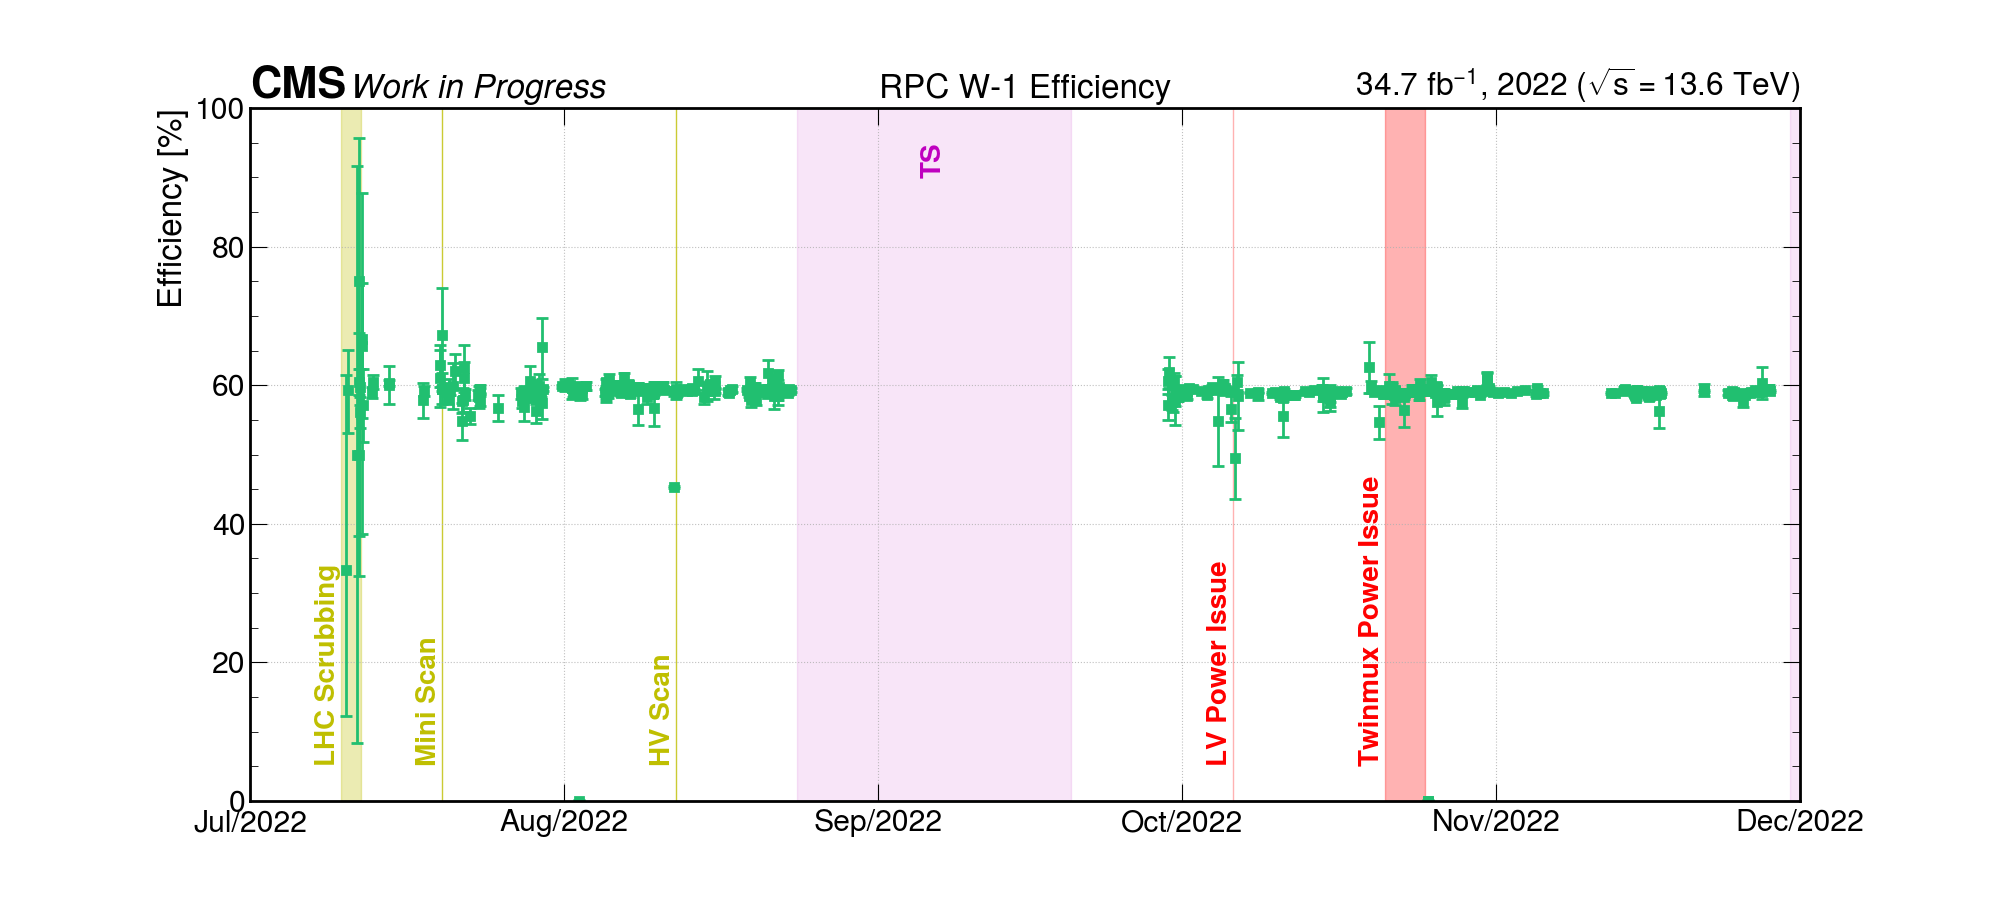 CMS Work in Progress RPC W-1 Efficiency 34.7 fb⁻¹, 2022 (√s = 13.6 TeV)
Efficiency [%]
100
80
60
40
20
0
LHC Scrubbing
Mini Scan
HV Scan
TS
LV Power Issue
Twinmux Power Issue
Jul/2022 Aug/2022 Sep/2022 Oct/2022 Nov/2022 Dec/2022